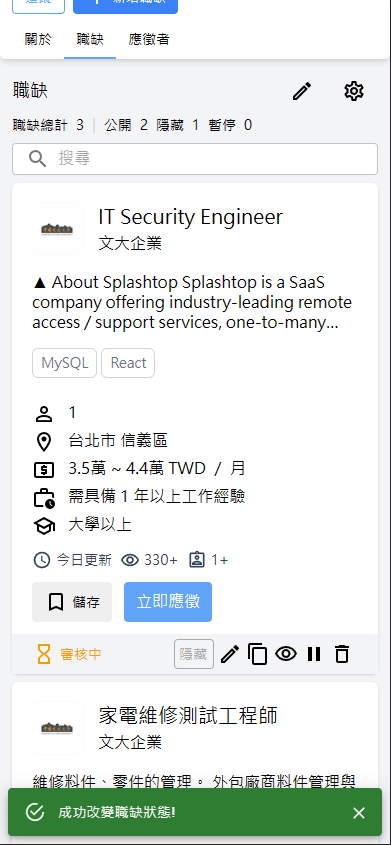 追蹤
新增職缺
關於 職缺 應徵者
職缺
職缺總計 3 | 公開 2 隱藏 1 暫停 0
搜尋
IT Security Engineer
文大企業
▲ About Splashtop Splashtop is a SaaS
company offering industry-leading remote
access / support services, one-to-many…
MySQL React
1
台北市 信義區
3.5萬 ~ 4.4萬 TWD / 月
需具備 1 年以上工作經驗
大學以上
今日更新 330+ 1+
儲存 立即應徵
審核中 隱藏
家電維修測試工程師
文大企業
維修料件、零件的管理。 外包廠商料件管理與
成功改變職缺狀態!